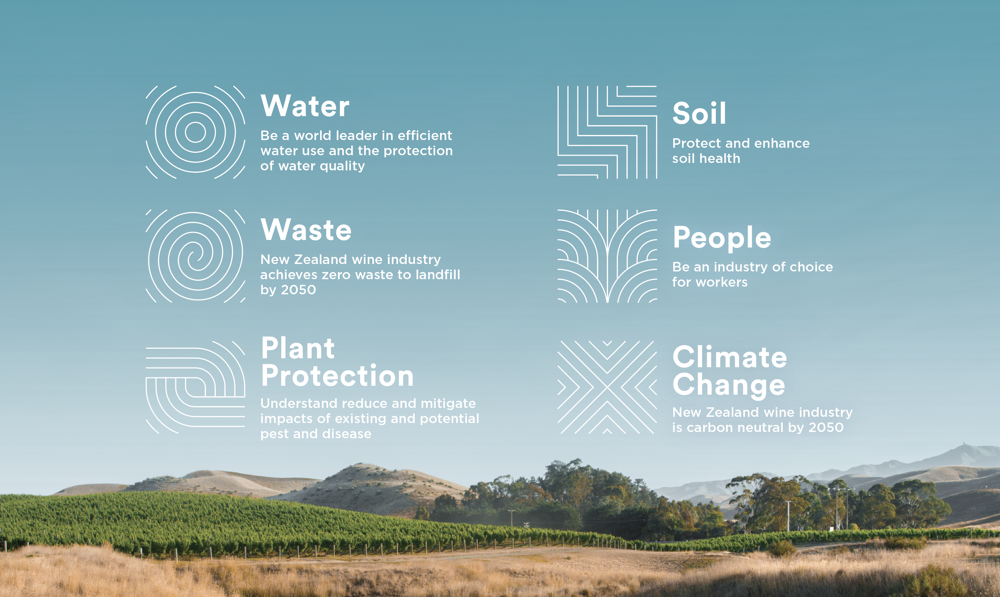 Water
Be a world leader in efficient
water use and the protection
of water quality
Soil
Protect and enhance
soil health
Waste
New Zealand wine industry
achieves zero waste to landfill
by 2050
People
Be an industry of choice
for workers
Plant
Protection
Understand reduce and mitigate
impacts of existing and potential
pest and disease
Climate
Change
New Zealand wine industry
is carbon neutral by 2050